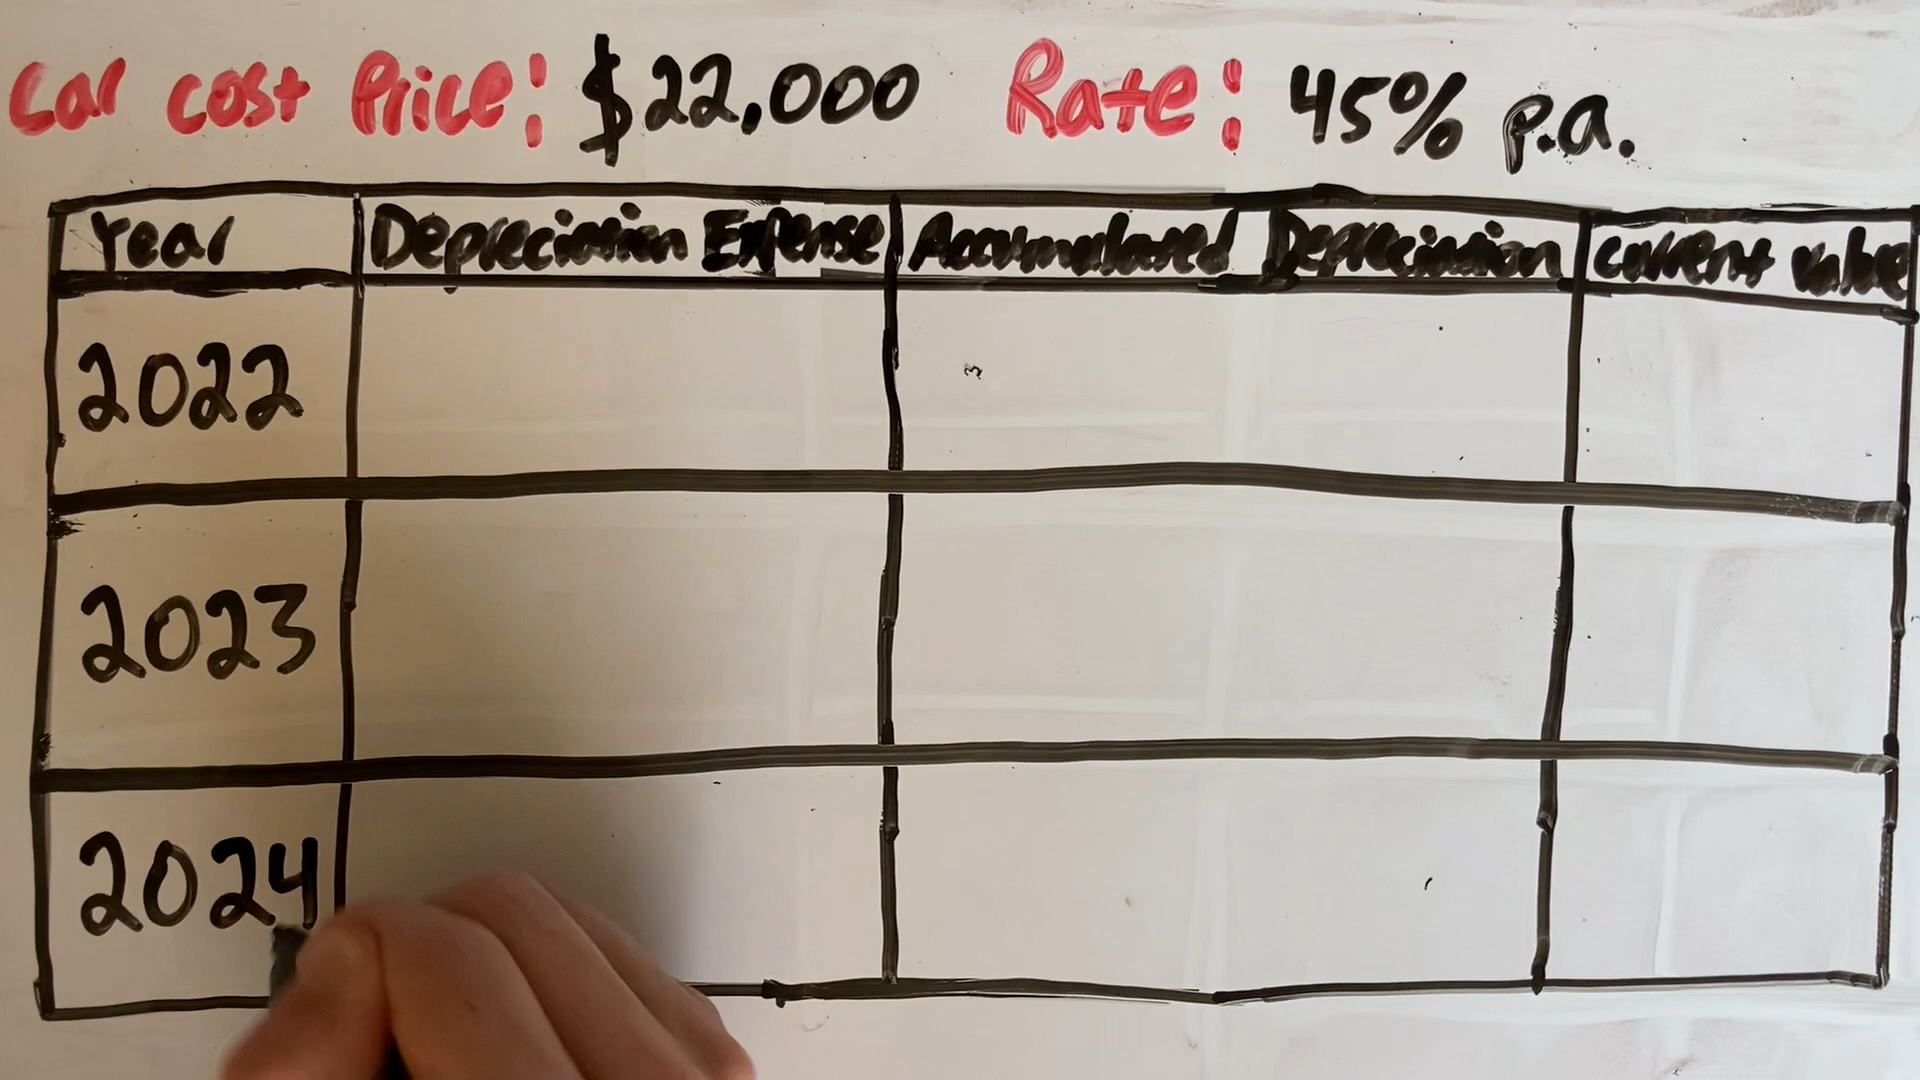 Car cost Price: $22,000 Rate: 45% p.a.
Year Depreciation Expense Accumulated Depreciation current value
2022
2023
2024